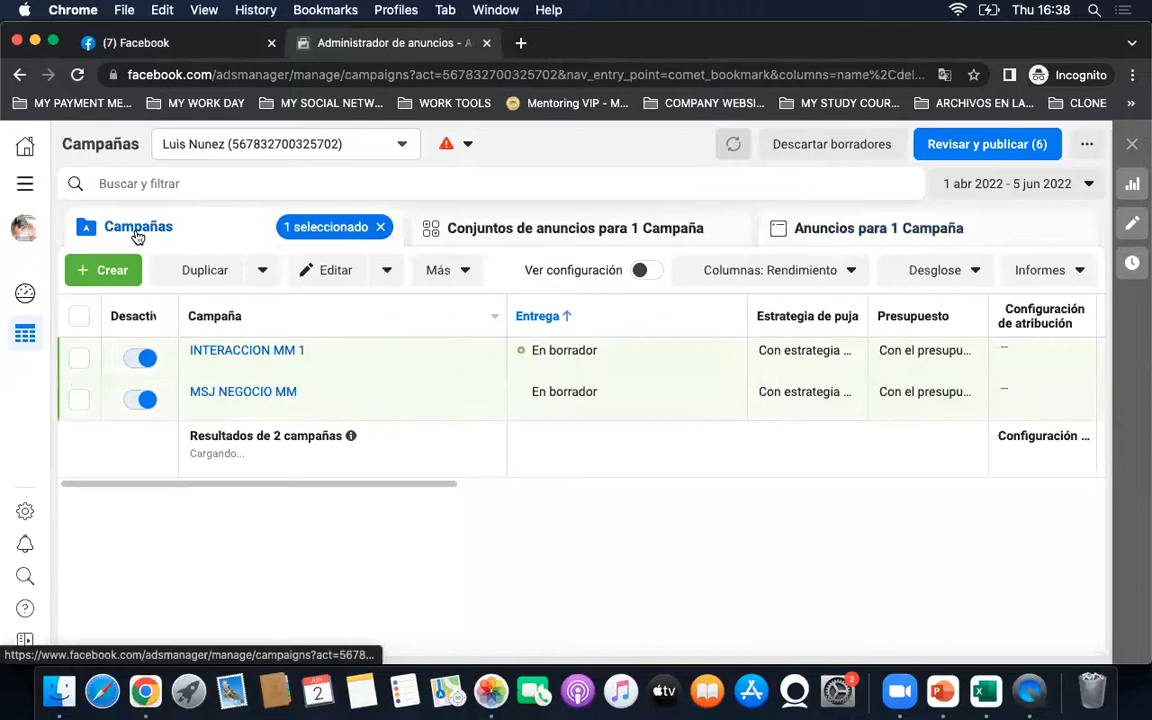 Chrome File Edit View History Bookmarks Profiles Tab Window Help Thu 16:38
(7) Facebook
Administrador de anuncios - A
facebook.com/adsmanager/manage/campaigns?act=567832700325702&nav_entry_point=comet_bookmark&columns=name%2Cdel... Incognito
MY PAYMENT ME... MY WORK DAY MY SOCIAL NETW... WORK TOOLS Mentoring VIP - M... COMPANY WEBSI... MY STUDY COUR... ARCHIVOS EN LA... CLONE »
Campañas Luis Nunez (567832700325702) Descartar borradores Revisar y publicar (6)
Buscar y filtrar 1 abr 2022 - 5 jun 2022
Campañas 1 seleccionado Conjuntos de anuncios para 1 Campaña Anuncios para 1 Campaña
+ Crear Duplicar Editar Más Ver configuración Columnas: Rendimiento Desglose Informes
Desactiv Campaña Entrega ↑ Estrategia de puja Presupuesto Configuración de atribución
INTERACCION MM 1 En borrador Con estrategia ... Con el presupu... —
MSJ NEGOCIO MM En borrador Con estrategia ... Con el presupu... —
Resultados de 2 campañas Configuración ...
Cargando...
https://www.facebook.com/adsmanager/manage/campaigns?act=5678...
JUN
2
tv
2